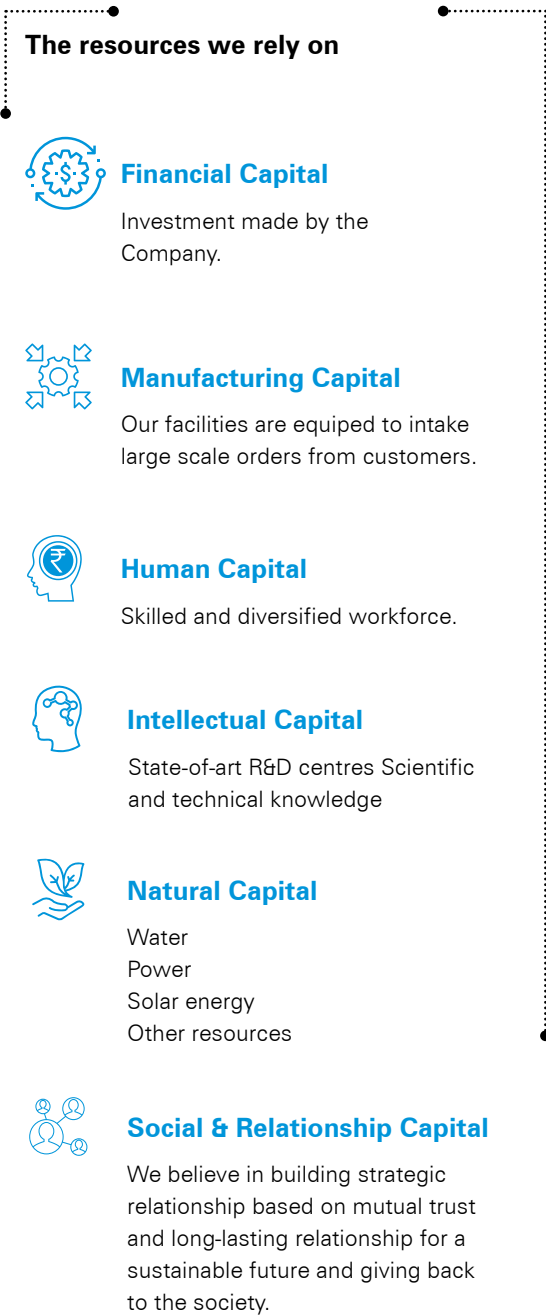 The resources we rely on
Financial Capital
Investment made by the
Company.
Manufacturing Capital
Our facilities are equiped to intake
large scale orders from customers.
Human Capital
Skilled and diversified workforce.
Intellectual Capital
State-of-art R&D centres Scientific
and technical knowledge
Natural Capital
Water
Power
Solar energy
Other resources
Social & Relationship Capital
We believe in building strategic
relationship based on mutual trust
and long-lasting relationship for a
sustainable future and giving back
to the society.